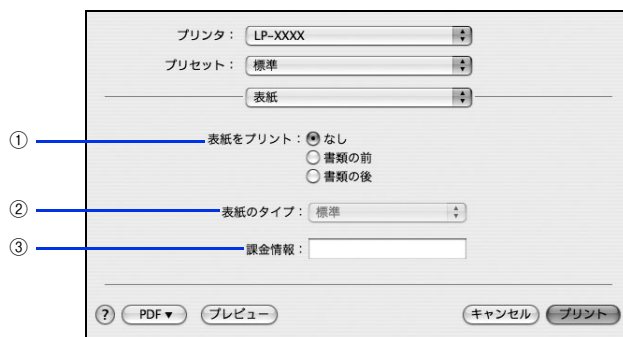 プリンタ： LP-XXXX
プリセット： 標準
表紙
① 表紙をプリント： なし
書類の前
書類の後
② 表紙のタイプ： 標準
③ 課金情報：
? PDF▼ プレビュー キャンセル プリント